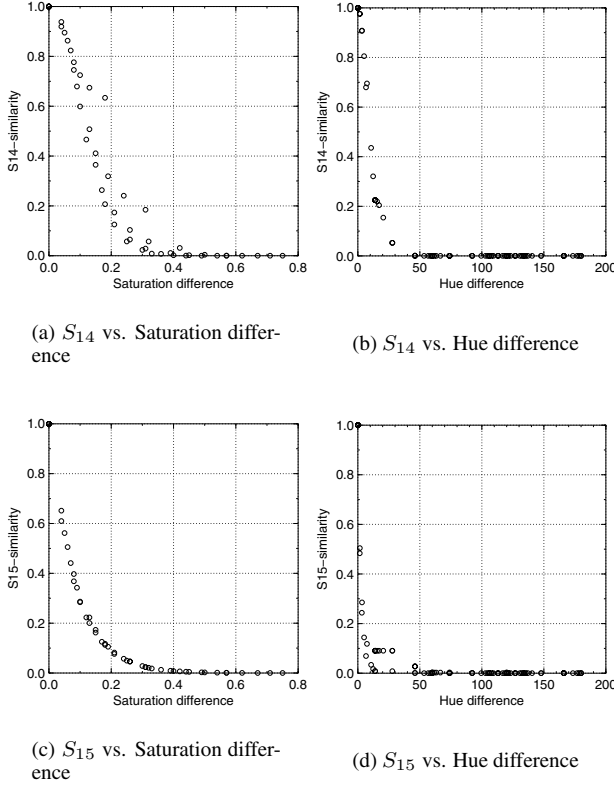 1.0
0.8
0.6
0.4
0.2
0.0
S14−similarity
0.0 0.2 0.4 0.6 0.8
Saturation difference
(a) S14 vs. Saturation differ-
ence
1.0
0.8
0.6
0.4
0.2
0.0
S14−similarity
0 50 100 150 200
Hue difference
(b) S14 vs. Hue difference
1.0
0.8
0.6
0.4
0.2
0.0
S15−similarity
0.0 0.2 0.4 0.6 0.8
Saturation difference
(c) S15 vs. Saturation differ-
ence
1.0
0.8
0.6
0.4
0.2
0.0
S15−similarity
0 50 100 150 200
Hue difference
(d) S15 vs. Hue difference